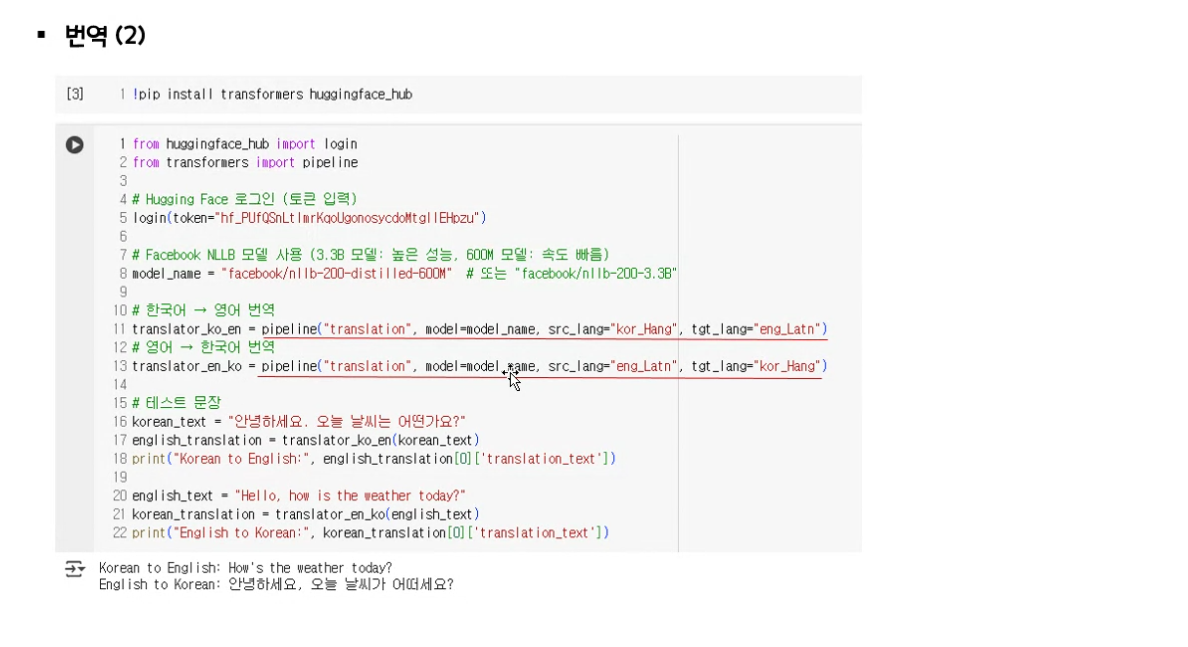 ▪ 번역 (2)
[3] 1 !pip install transformers huggingface_hub
1 from huggingface_hub import login
2 from transformers import pipeline
3
4 # Hugging Face 로그인 (토큰 입력)
5 login(token="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")
6
7 # Facebook NLLB 모델 사용 (3.3B 모델: 높은 성능, 600M 모델: 속도 빠름)
8 model_name = "facebook/nllb-200-distilled-600M" # 또는 "facebook/nllb-200-3.3B"
9
10 # 한국어 → 영어 번역
11 translator_ko_en = pipeline("translation", model=model_name, src_lang="kor_Hang", tgt_lang="eng_Latn")
12 # 영어 → 한국어 번역
13 translator_en_ko = pipeline("translation", model=model_name, src_lang="eng_Latn", tgt_lang="kor_Hang")
14
15 # 테스트 문장
16 korean_text = "안녕하세요. 오늘 날씨는 어떤가요?"
17 english_translation = translator_ko_en(korean_text)
18 print("Korean to English:", english_translation[0]['translation_text'])
19
20 english_text = "Hello, how is the weather today?"
21 korean_translation = translator_en_ko(english_text)
22 print("English to Korean:", korean_translation[0]['translation_text'])
Korean to English: How's the weather today?
English to Korean: 안녕하세요, 오늘 날씨가 어떠세요?